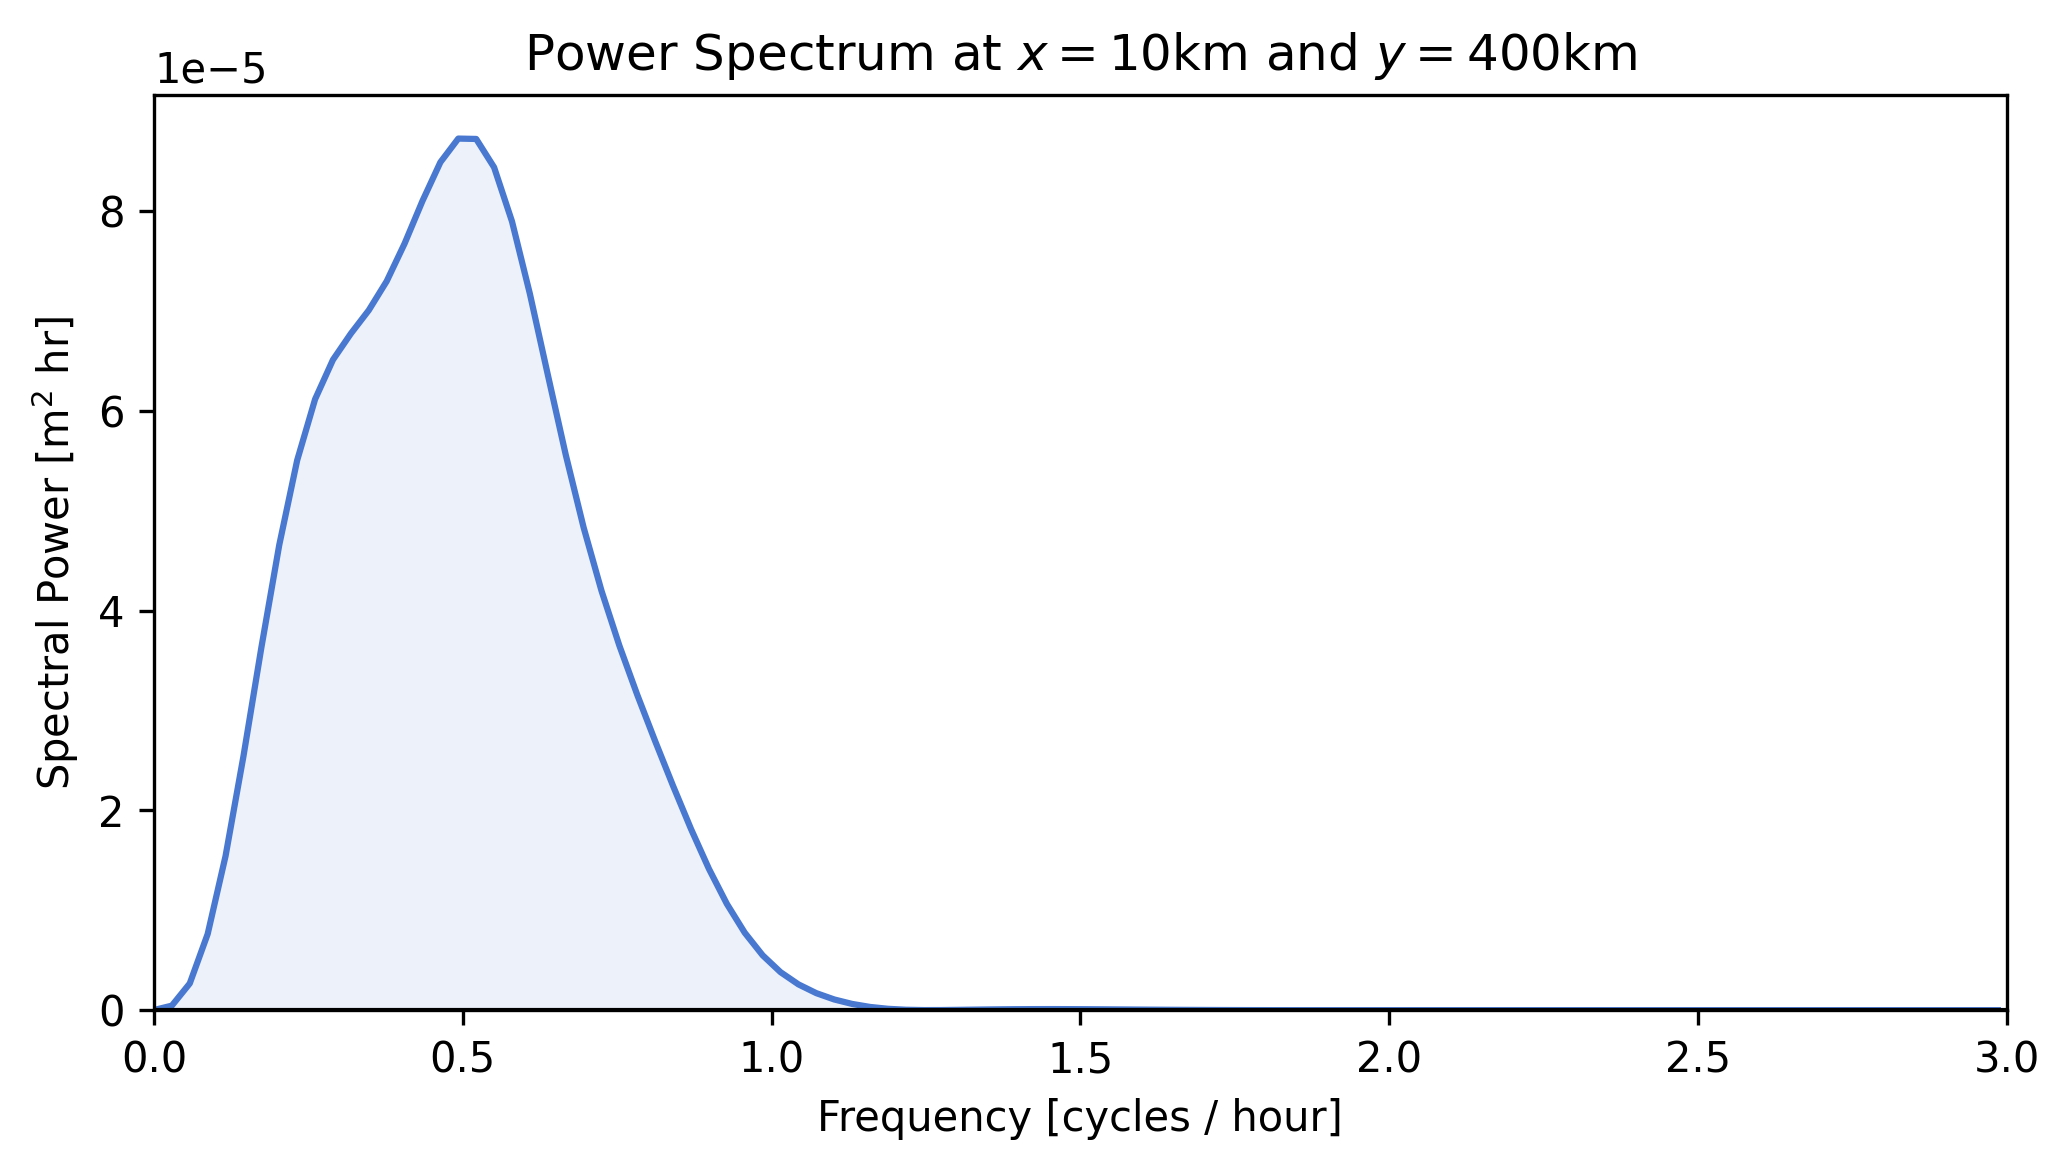 Power Spectrum at x = 10km and y = 400km
1e−5
8
6
4
2
0
Spectral Power [m² hr]
0.0 0.5 1.0 1.5 2.0 2.5 3.0
Frequency [cycles / hour]